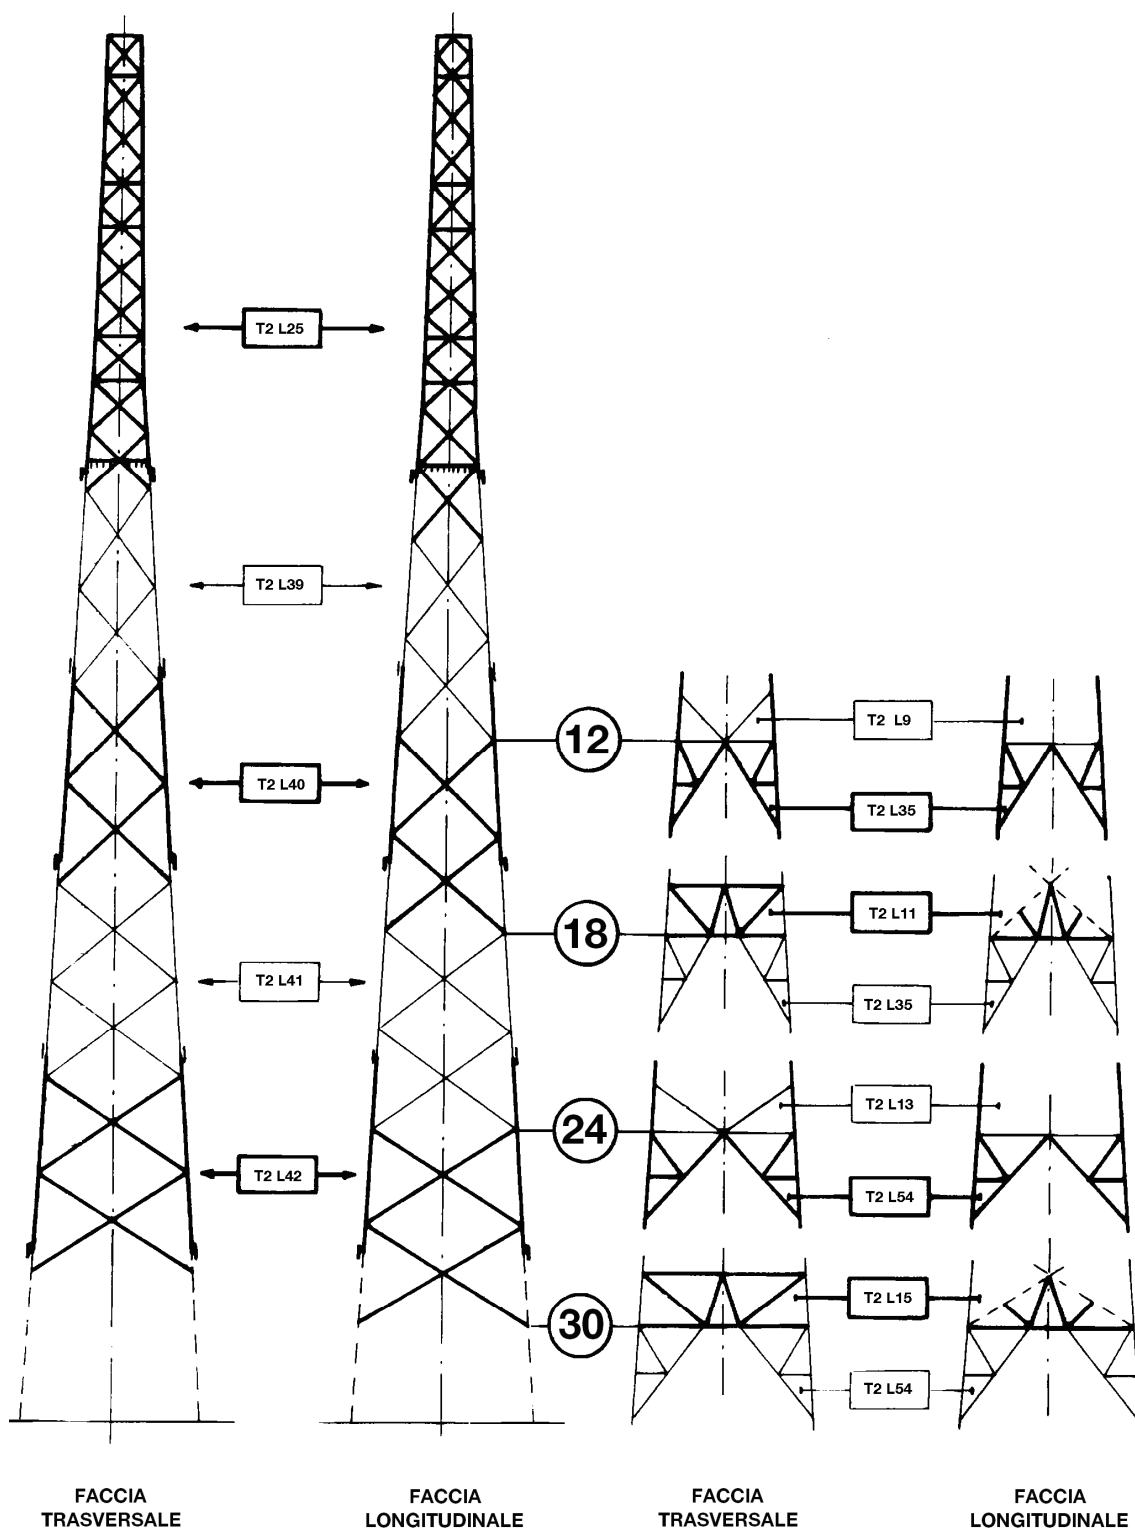 T2 L25
T2 L39
T2 L9
12
T2 L40
T2 L35
T2 L11
18
T2 L41
T2 L35
T2 L13
24
T2 L42
T2 L54
T2 L15
30
T2 L54
FACCIA
TRASVERSALE
FACCIA
LONGITUDINALE
FACCIA
TRASVERSALE
FACCIA
LONGITUDINALE